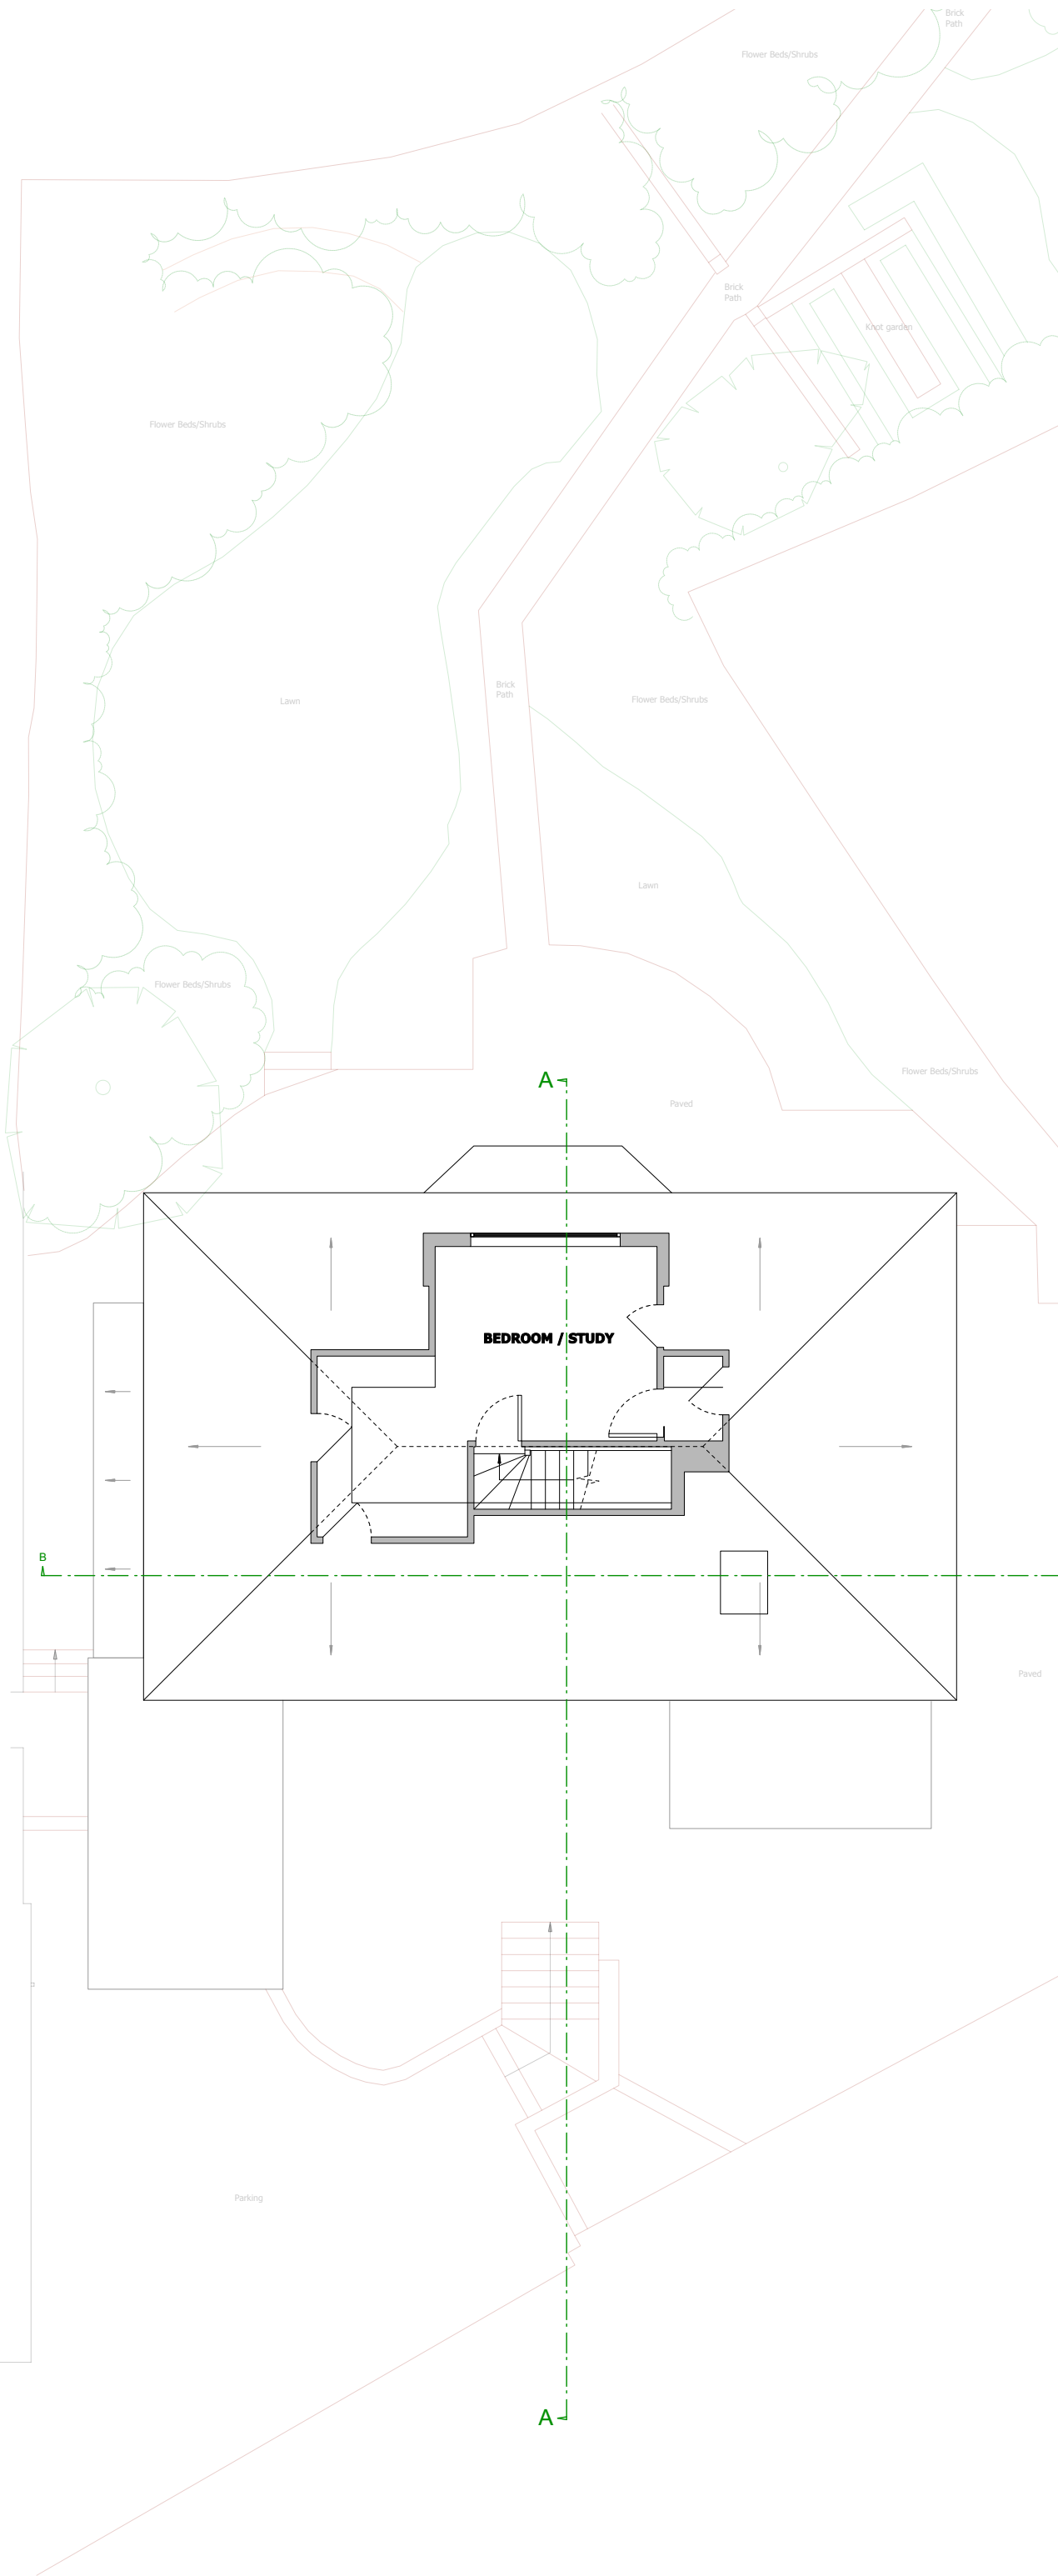 Brick
Path
Flower Beds/Shrubs
Brick
Path
Knot garden
Flower Beds/Shrubs
Brick
Path
Flower Beds/Shrubs
Lawn
Lawn
Flower Beds/Shrubs
Flower Beds/Shrubs
A
Paved
BEDROOM / STUDY
B
Paved
Parking
A